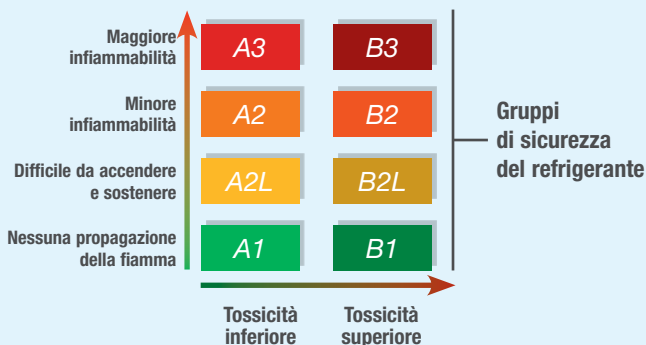 Maggiore
infiammabilità
A3
B3
Minore
infiammabilità
A2
B2
Gruppi
di sicurezza
del refrigerante
Difficile da accendere
e sostenere
A2L
B2L
Nessuna propagazione
della fiamma
A1
B1
Tossicità
inferiore
Tossicità
superiore